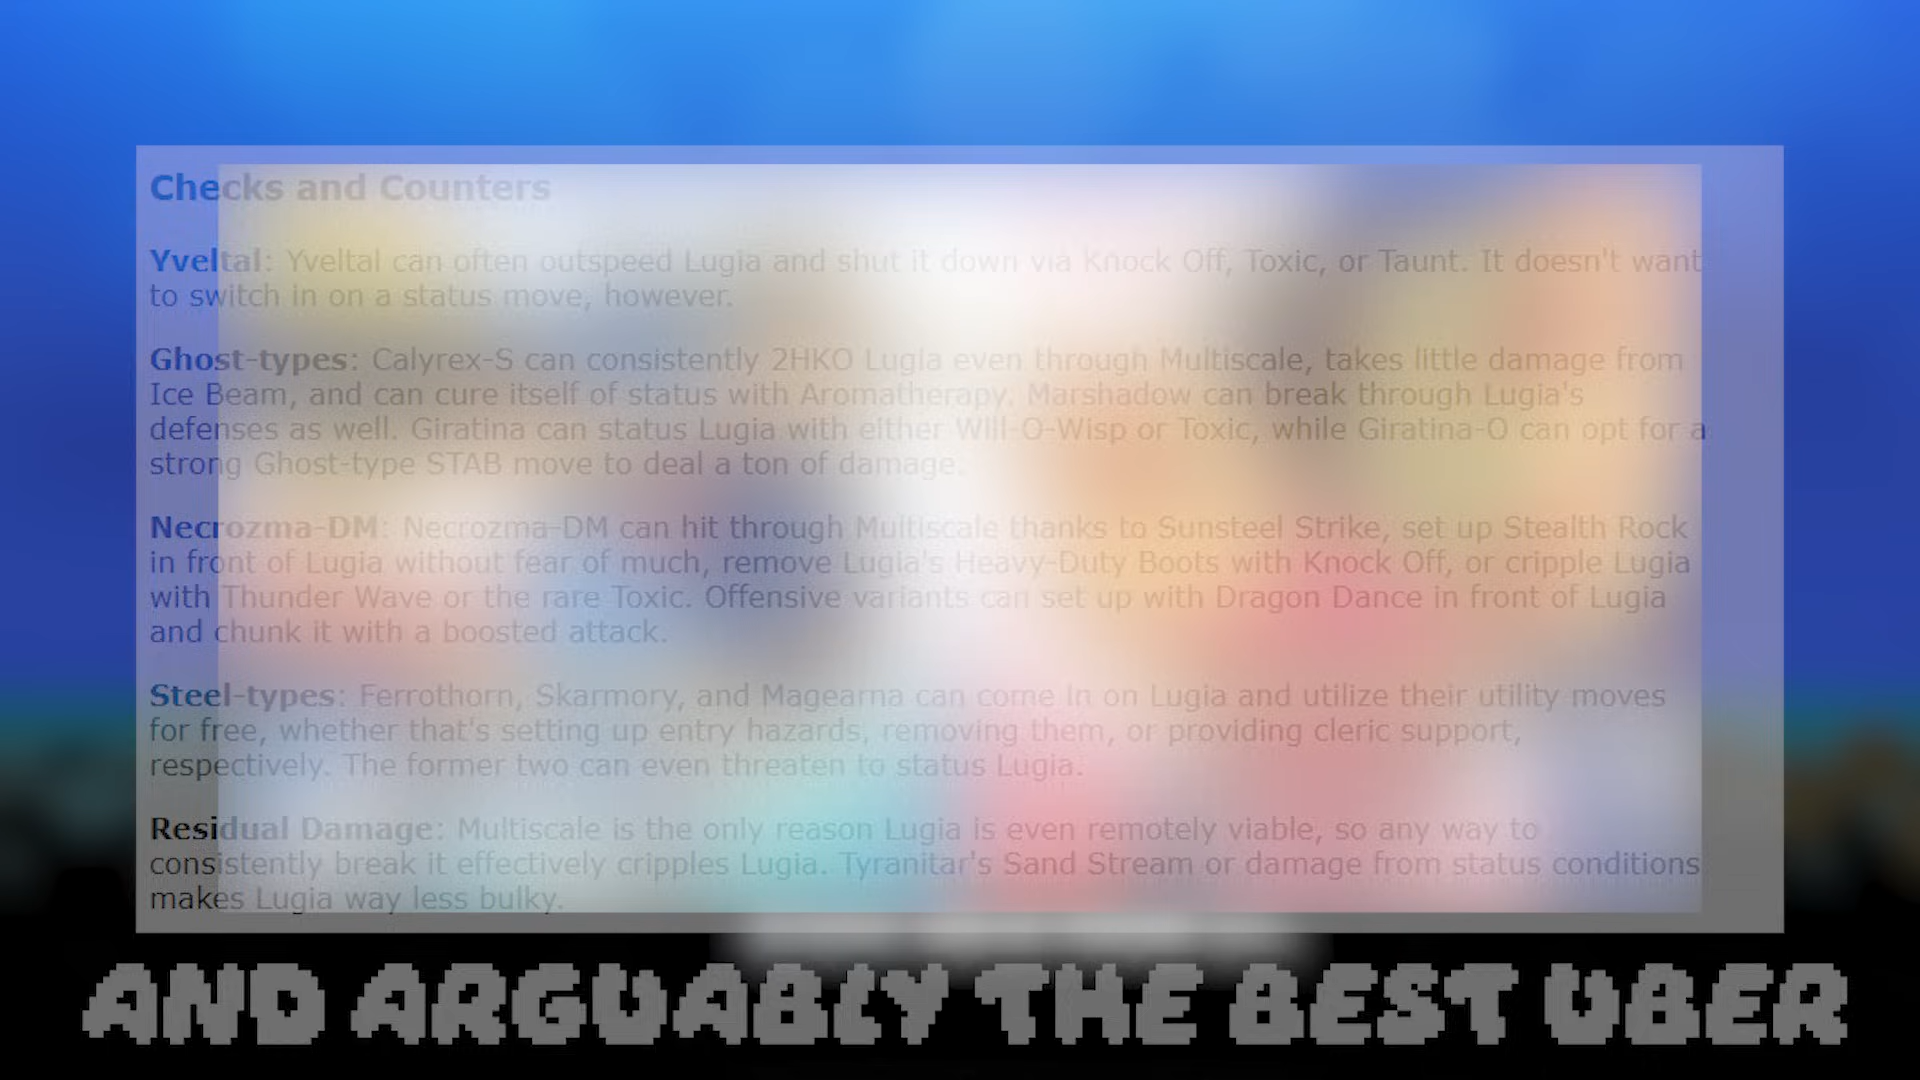 Checks and Counters
Yveltal: Yveltal can often outspeed Lugia and shut it down via Knock Off, Toxic, or Taunt. It doesn't want
to switch in on a status move, however.
Ghost-types: Calyrex-S can consistently 2HKO Lugia even through Multiscale, takes little damage from
Ice Beam, and can cure itself of status with Aromatherapy. Marshadow can break through Lugia's
defenses as well. Giratina can status Lugia with either Will-O-Wisp or Toxic, while Giratina-O can opt for a
strong Ghost-type STAB move to deal a ton of damage.
Necrozma-DM: Necrozma-DM can hit through Multiscale thanks to Sunsteel Strike, set up Stealth Rock
in front of Lugia without fear of much, remove Lugia's Heavy-Duty Boots with Knock Off, or cripple Lugia
with Thunder Wave or the rare Toxic. Offensive variants can set up with Dragon Dance in front of Lugia
and chunk it with a boosted attack.
Steel-types: Ferrothorn, Skarmory, and Magearna can come in on Lugia and utilize their utility moves
for free, whether that's setting up entry hazards, removing them, or providing cleric support,
respectively. The former two can even threaten to status Lugia.
Residual Damage: Multiscale is the only reason Lugia is even remotely viable, so any way to
consistently break it effectively cripples Lugia. Tyranitar's Sand Stream or damage from status conditions
makes Lugia way less bulky.
AND ARGUABLY THE BEST UBER